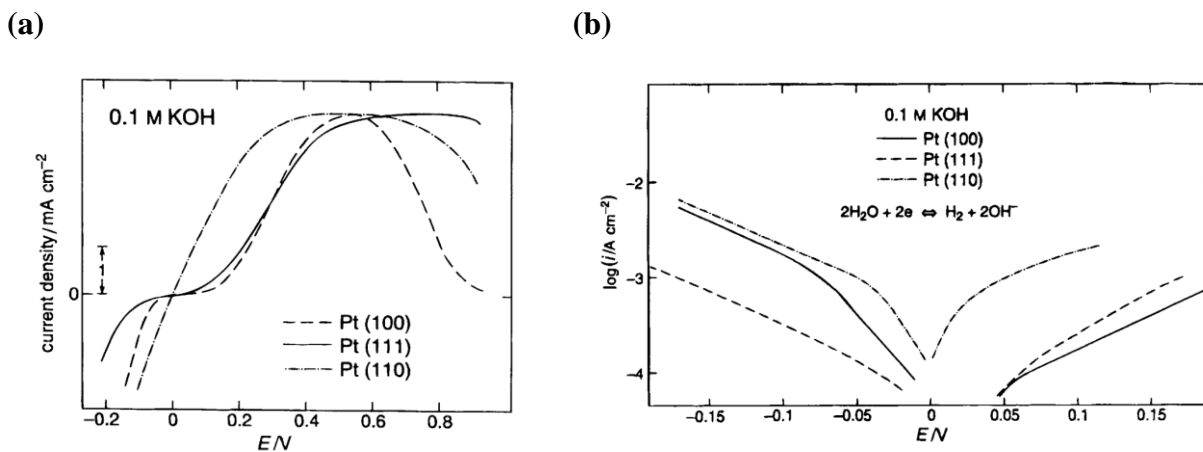 (a)
(b)
current density/mA cm⁻²
0
1
0.1 M KOH
Pt (100)
Pt (111)
Pt (110)
−0.2
0
0.2
0.4
0.6
0.8
E/V
log(i/A cm⁻²)
−2
−3
−4
0.1 M KOH
Pt (100)
Pt (111)
Pt (110)
2H₂O + 2e ⇔ H₂ + 2OH⁻
−0.15
−0.10
−0.05
0
0.05
0.1
0.15
E/V